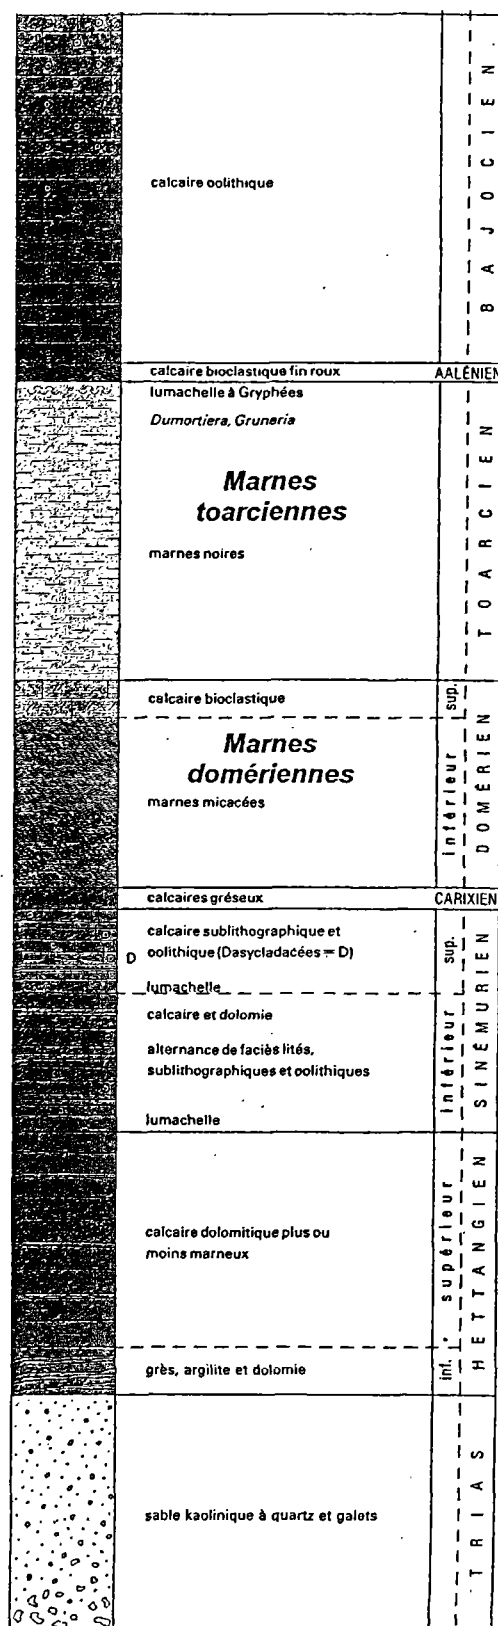 calcaire oolithique
BAJOCIEN
calcaire bioclastique fin roux
AALÉNIEN
lumachelle à Gryphées
Dumortiera, Gruneria
Marnes
toarciennes
marnes noires
TOARCIEN
calcaire bioclastique
sup.
Marnes
domériennes
marnes micacées
inférieur
DOMÉRIEN
calcaires gréseux
CARIXIEN
calcaire sublithographique et
D oolithique (Dasycladacées = D)
sup.
lumachelle
calcaire et dolomie
alternance de faciès lités,
sublithographiques et oolithiques
inférieur
SINÉMURIEN
lumachelle
calcaire dolomitique plus ou
moins marneux
supérieur
HETTANGIEN
grès, argilite et dolomie
inf.
sable kaolinique à quartz et galets
TRIAS